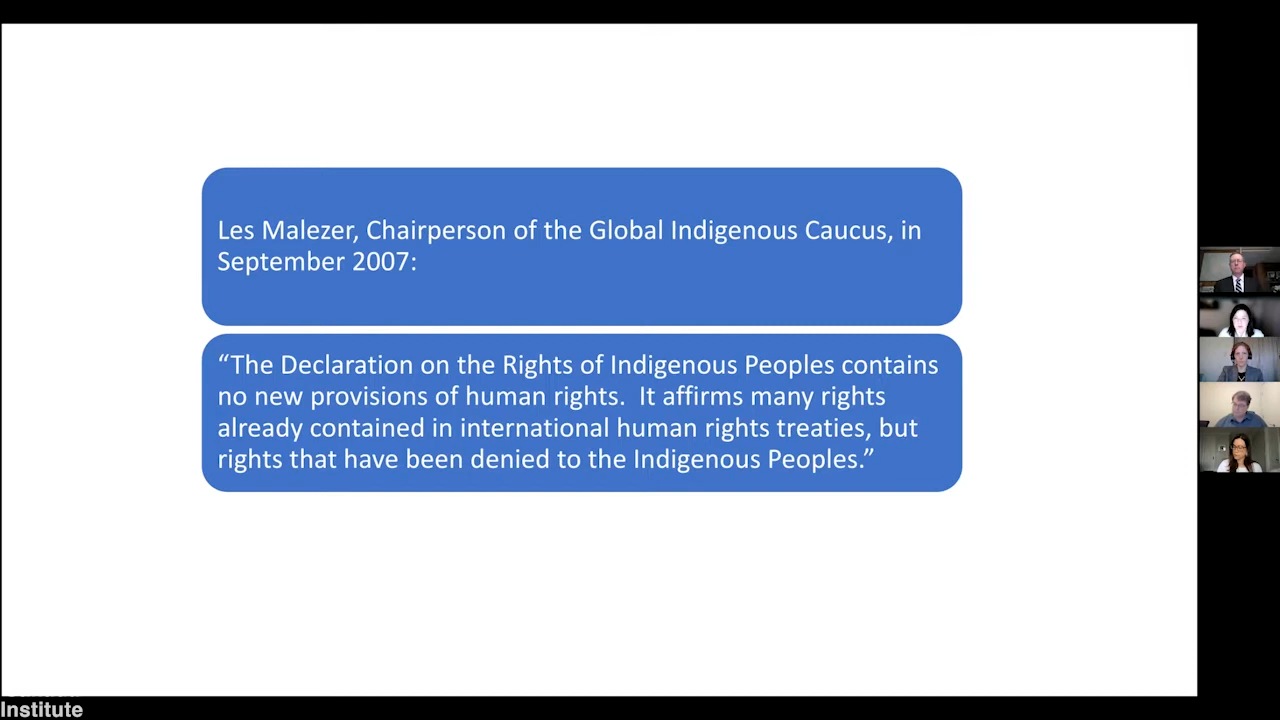 Les Malezer, Chairperson of the Global Indigenous Caucus, in
September 2007:
“The Declaration on the Rights of Indigenous Peoples contains
no new provisions of human rights.  It affirms many rights
already contained in international human rights treaties, but
rights that have been denied to the Indigenous Peoples.”
Institute